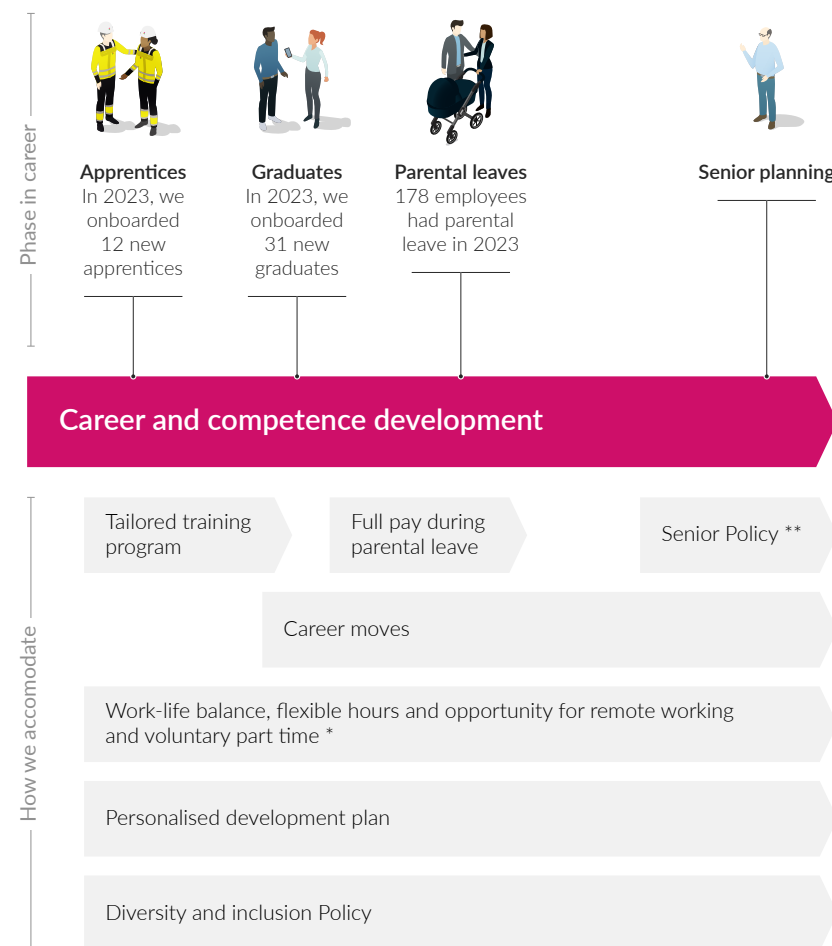 Phase in career
Apprentices
In 2023, we
onboarded
12 new
apprentices
Graduates
In 2023, we
onboarded
31 new
graduates
Parental leaves
178 employees
had parental
leave in 2023
Senior planning
Career and competence development
How we accomodate
Tailored training
program
Full pay during
parental leave
Senior Policy **
Career moves
Work-life balance, flexible hours and opportunity for remote working
and voluntary part time *
Personalised development plan
Diversity and inclusion Policy